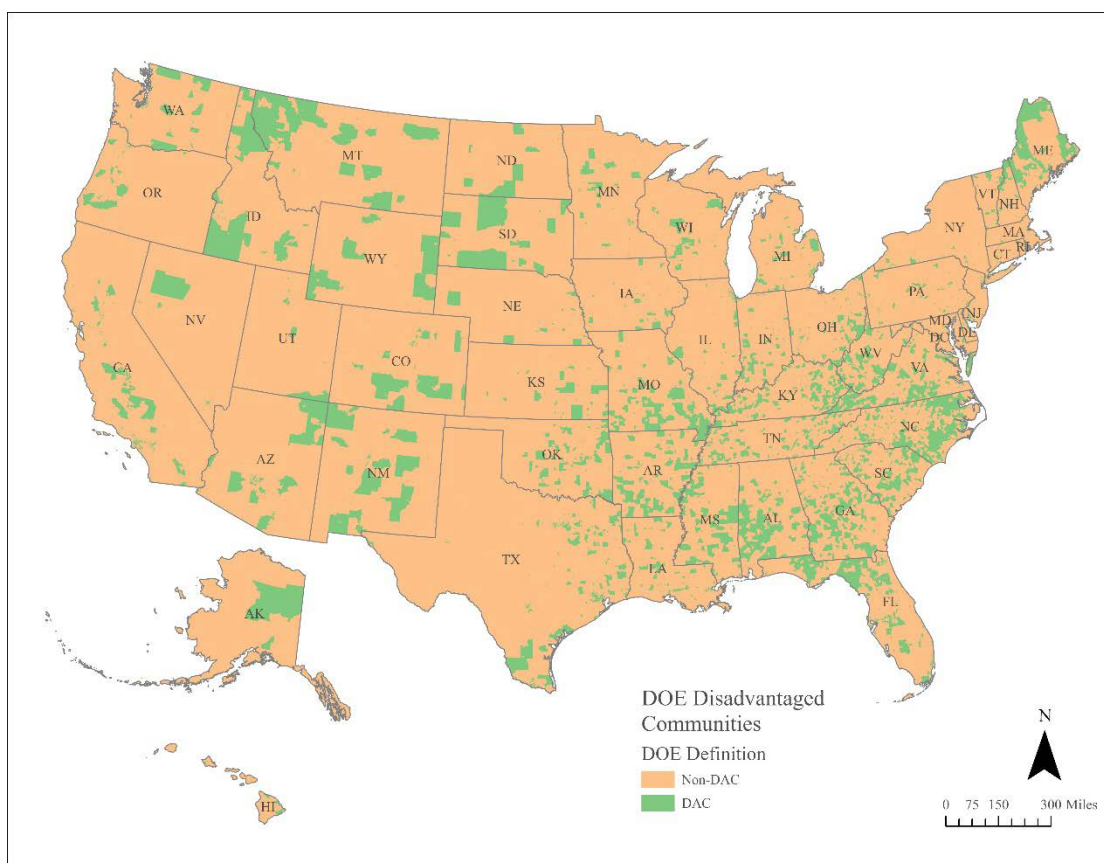 WA
MT
ND
MN
ME
OR
ID
SD
WI
VT
NH
NY
MA
WY
MI
CT
RI
NE
IA
PA
NJ
NV
UT
IL
IN
OH
MD
DE
DC
CA
CO
KS
MO
WV
VA
KY
AZ
NM
OK
TN
NC
AR
SC
MS
AL
GA
TX
LA
FL
AK
HI
DOE Disadvantaged
Communities
DOE Definition
Non-DAC
DAC
N
0 75 150 300 Miles